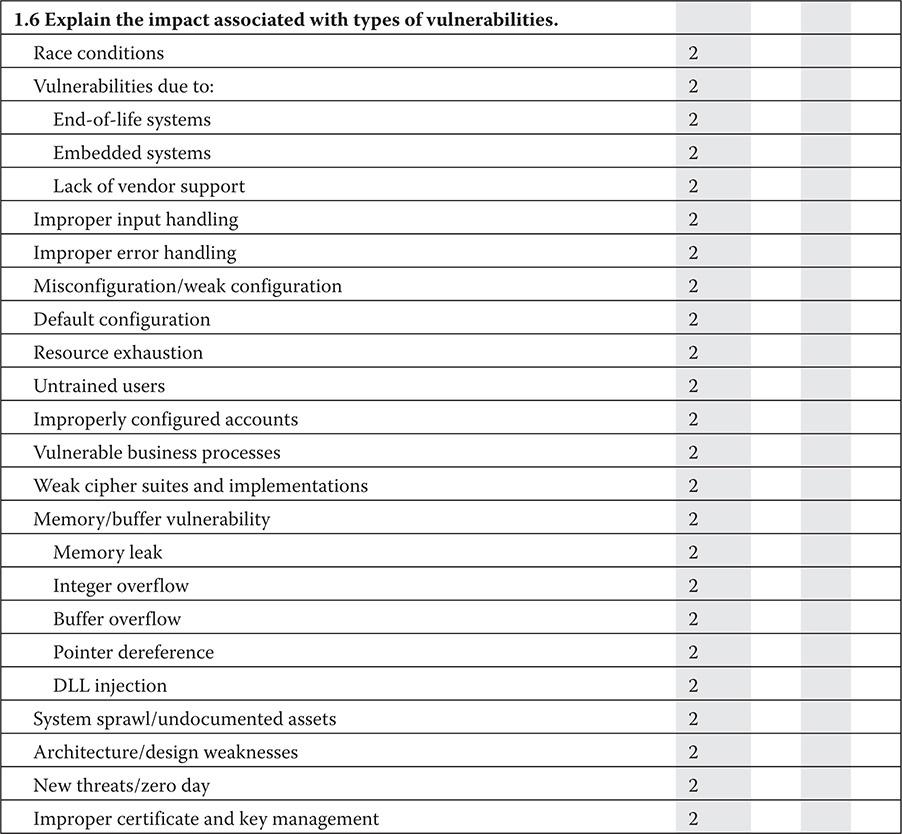 1.6 Explain the impact associated with types of vulnerabilities.
Race conditions 2
Vulnerabilities due to: 2
End-of-life systems 2
Embedded systems 2
Lack of vendor support 2
Improper input handling 2
Improper error handling 2
Misconfiguration/weak configuration 2
Default configuration 2
Resource exhaustion 2
Untrained users 2
Improperly configured accounts 2
Vulnerable business processes 2
Weak cipher suites and implementations 2
Memory/buffer vulnerability 2
Memory leak 2
Integer overflow 2
Buffer overflow 2
Pointer dereference 2
DLL injection 2
System sprawl/undocumented assets 2
Architecture/design weaknesses 2
New threats/zero day 2
Improper certificate and key management 2